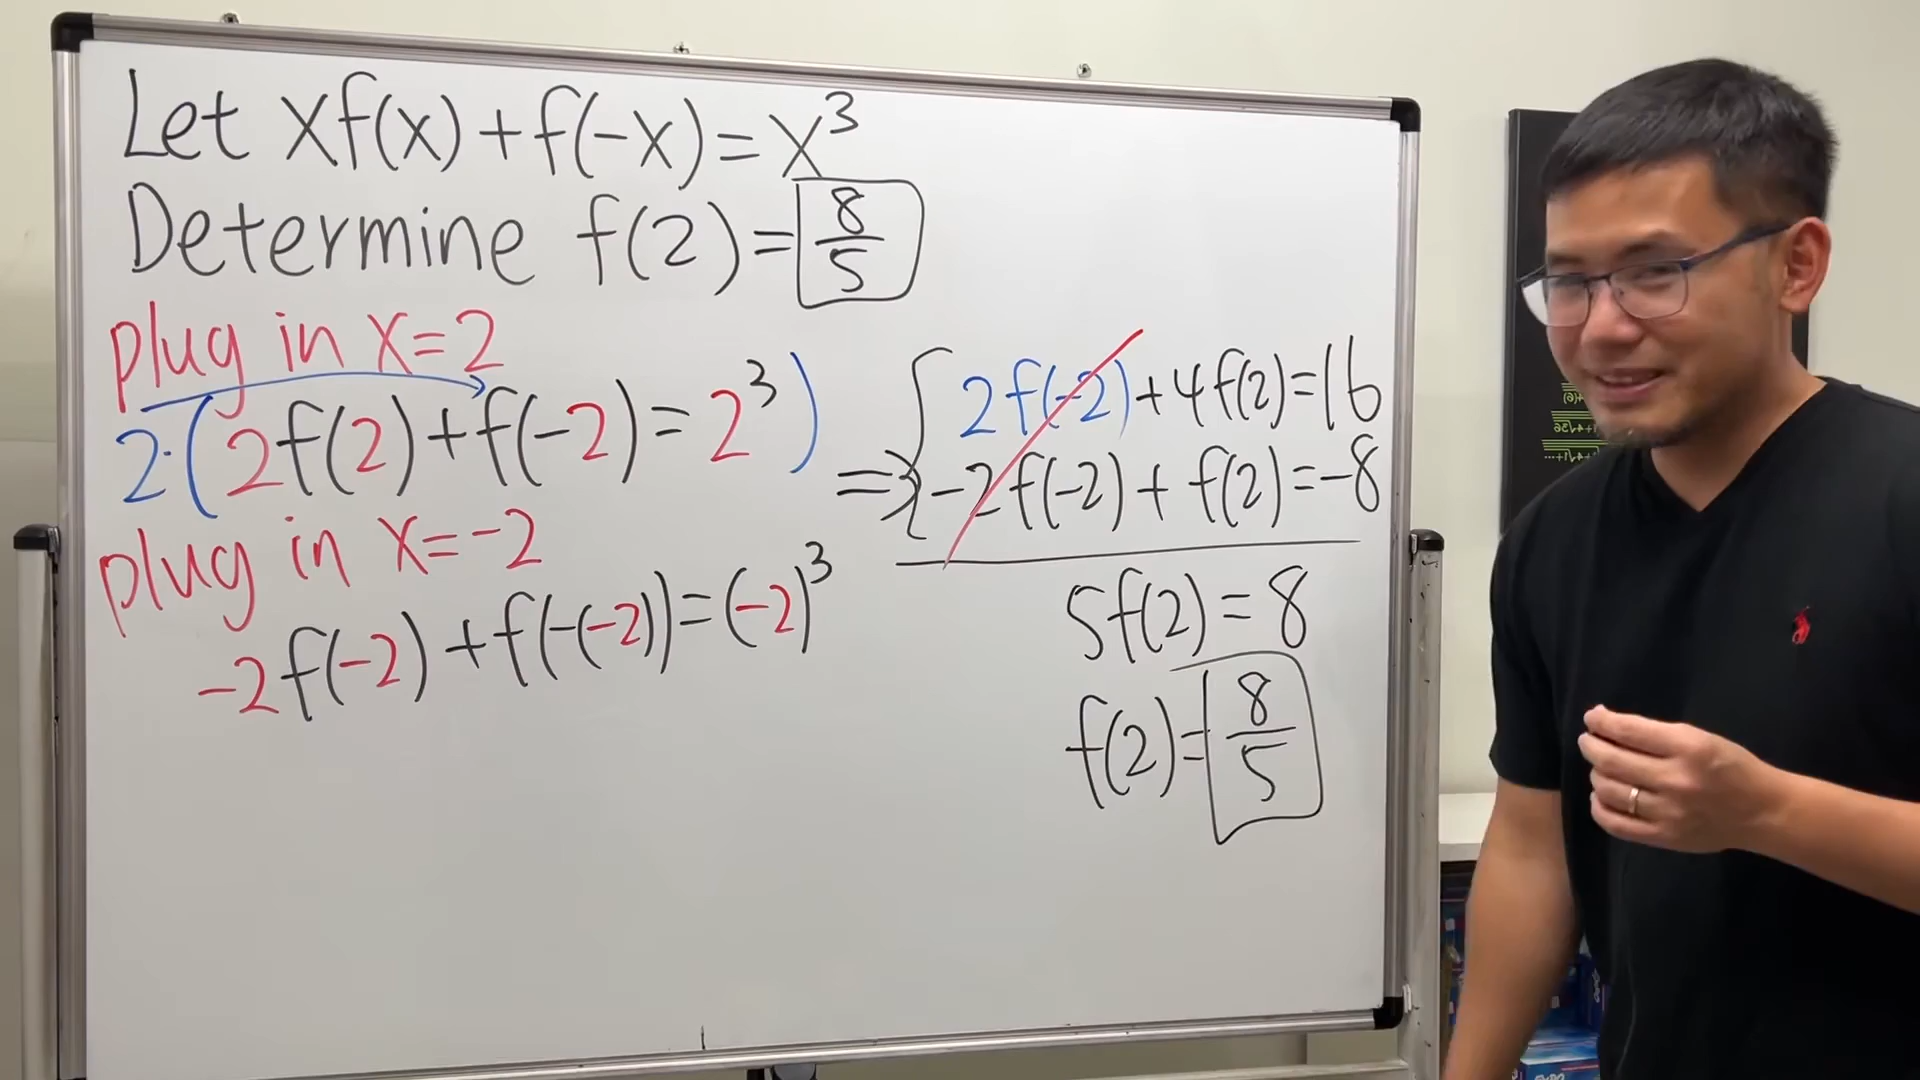 Let xf(x)+f(-x)=x³
Determine f(2)=8/5
plug in x=2
2·(2f(2)+f(-2)=2³)
plug in x=-2
-2f(-2)+f(-(-2))=(-2)³
=> { 2f(-2)+4f(2)=16
-2f(-2)+f(2)=-8
5f(2)=8
f(2)=8/5